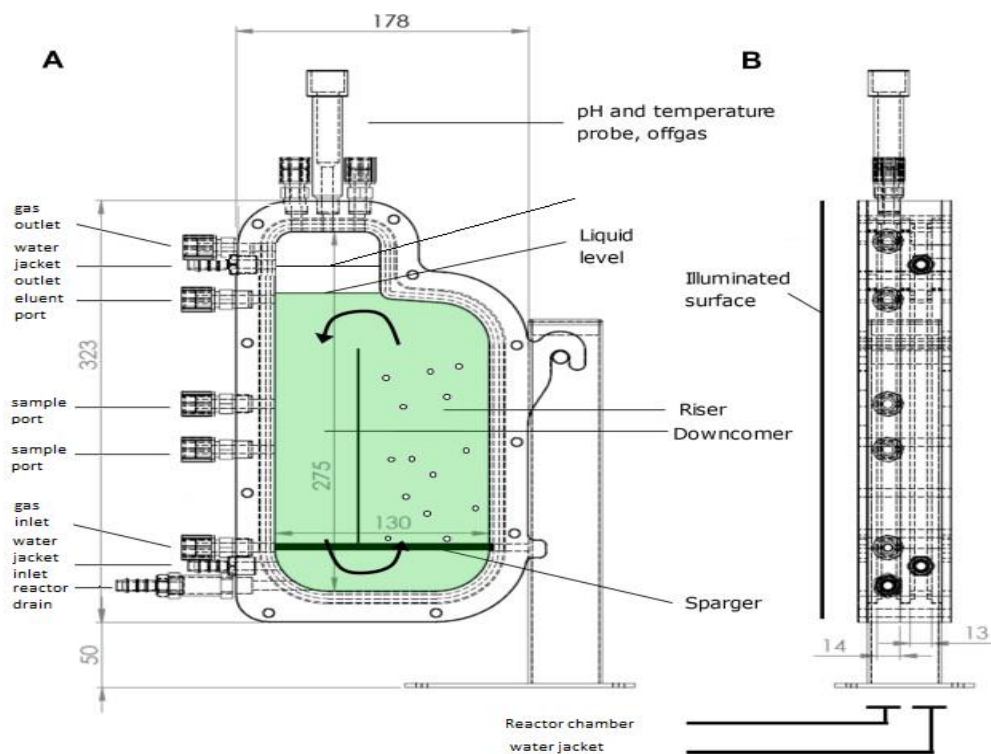 178
A
B
pH and temperature
probe, offgas
gas
outlet
water
jacket
outlet
eluent
port
Liquid
level
Illuminated
surface
323
sample
port
Riser
Downcomer
sample
port
275
gas
inlet
130
water
jacket
inlet
reactor
drain
Sparger
50
14
13
Reactor chamber
water jacket